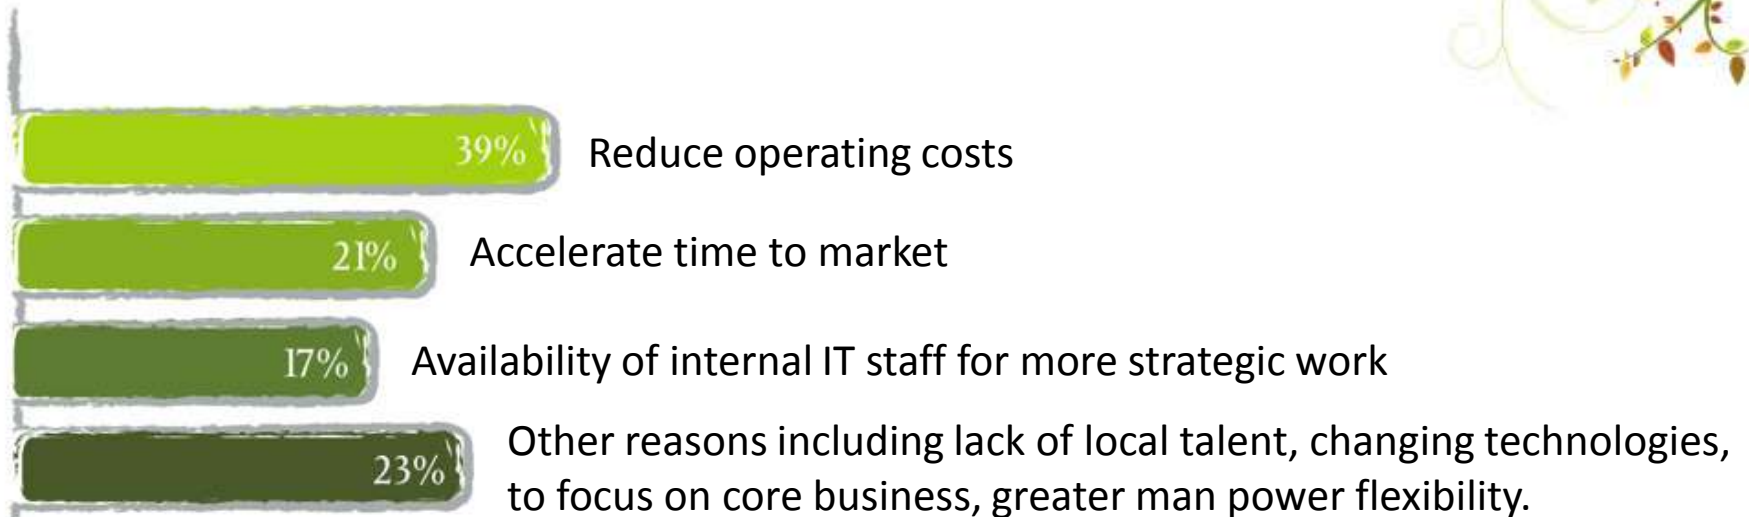 39% Reduce operating costs
21% Accelerate time to market
17% Availability of internal IT staff for more strategic work
23% Other reasons including lack of local talent, changing technologies,
to focus on core business, greater man power flexibility.